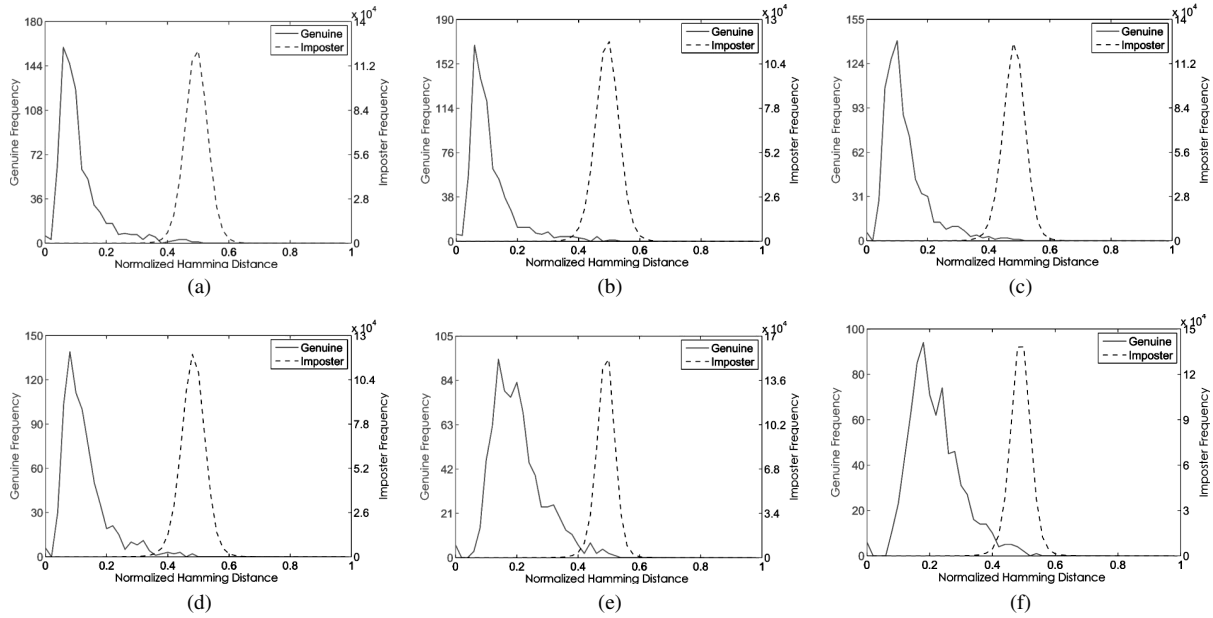 x 10^4
180
144
108
72
36
0
14
11.2
8.4
5.6
2.8
0
Genuine
Imposter
Genuine Frequency
Imposter Frequency
0 0.2 0.4 0.6 0.8 1
Normalized Hamming Distance
(a)
x 10^4
190
152
114
76
38
0
13
10.4
7.8
5.2
2.6
0
Genuine
Imposter
Genuine Frequency
Imposter Frequency
0 0.2 0.4 0.6 0.8 1
Normalized Hamming Distance
(b)
x 10^4
155
124
93
62
31
0
14
11.2
8.4
5.6
2.8
0
Genuine
Imposter
Genuine Frequency
Imposter Frequency
0 0.2 0.4 0.6 0.8 1
Normalized Hamming Distance
(c)
x 10^4
150
120
90
60
30
0
13
10.4
7.8
5.2
2.6
0
Genuine
Imposter
Genuine Frequency
Imposter Frequency
0 0.2 0.4 0.6 0.8 1
Normalized Hamming Distance
(d)
x 10^4
105
84
63
42
21
0
17
13.6
10.2
6.8
3.4
0
Genuine
Imposter
Genuine Frequency
Imposter Frequency
0 0.2 0.4 0.6 0.8 1
Normalized Hamming Distance
(e)
x 10^4
100
80
60
40
20
0
15
12
9
6
3
0
Genuine
Imposter
Genuine Frequency
Imposter Frequency
0 0.2 0.4 0.6 0.8 1
Normalized Hamming Distance
(f)